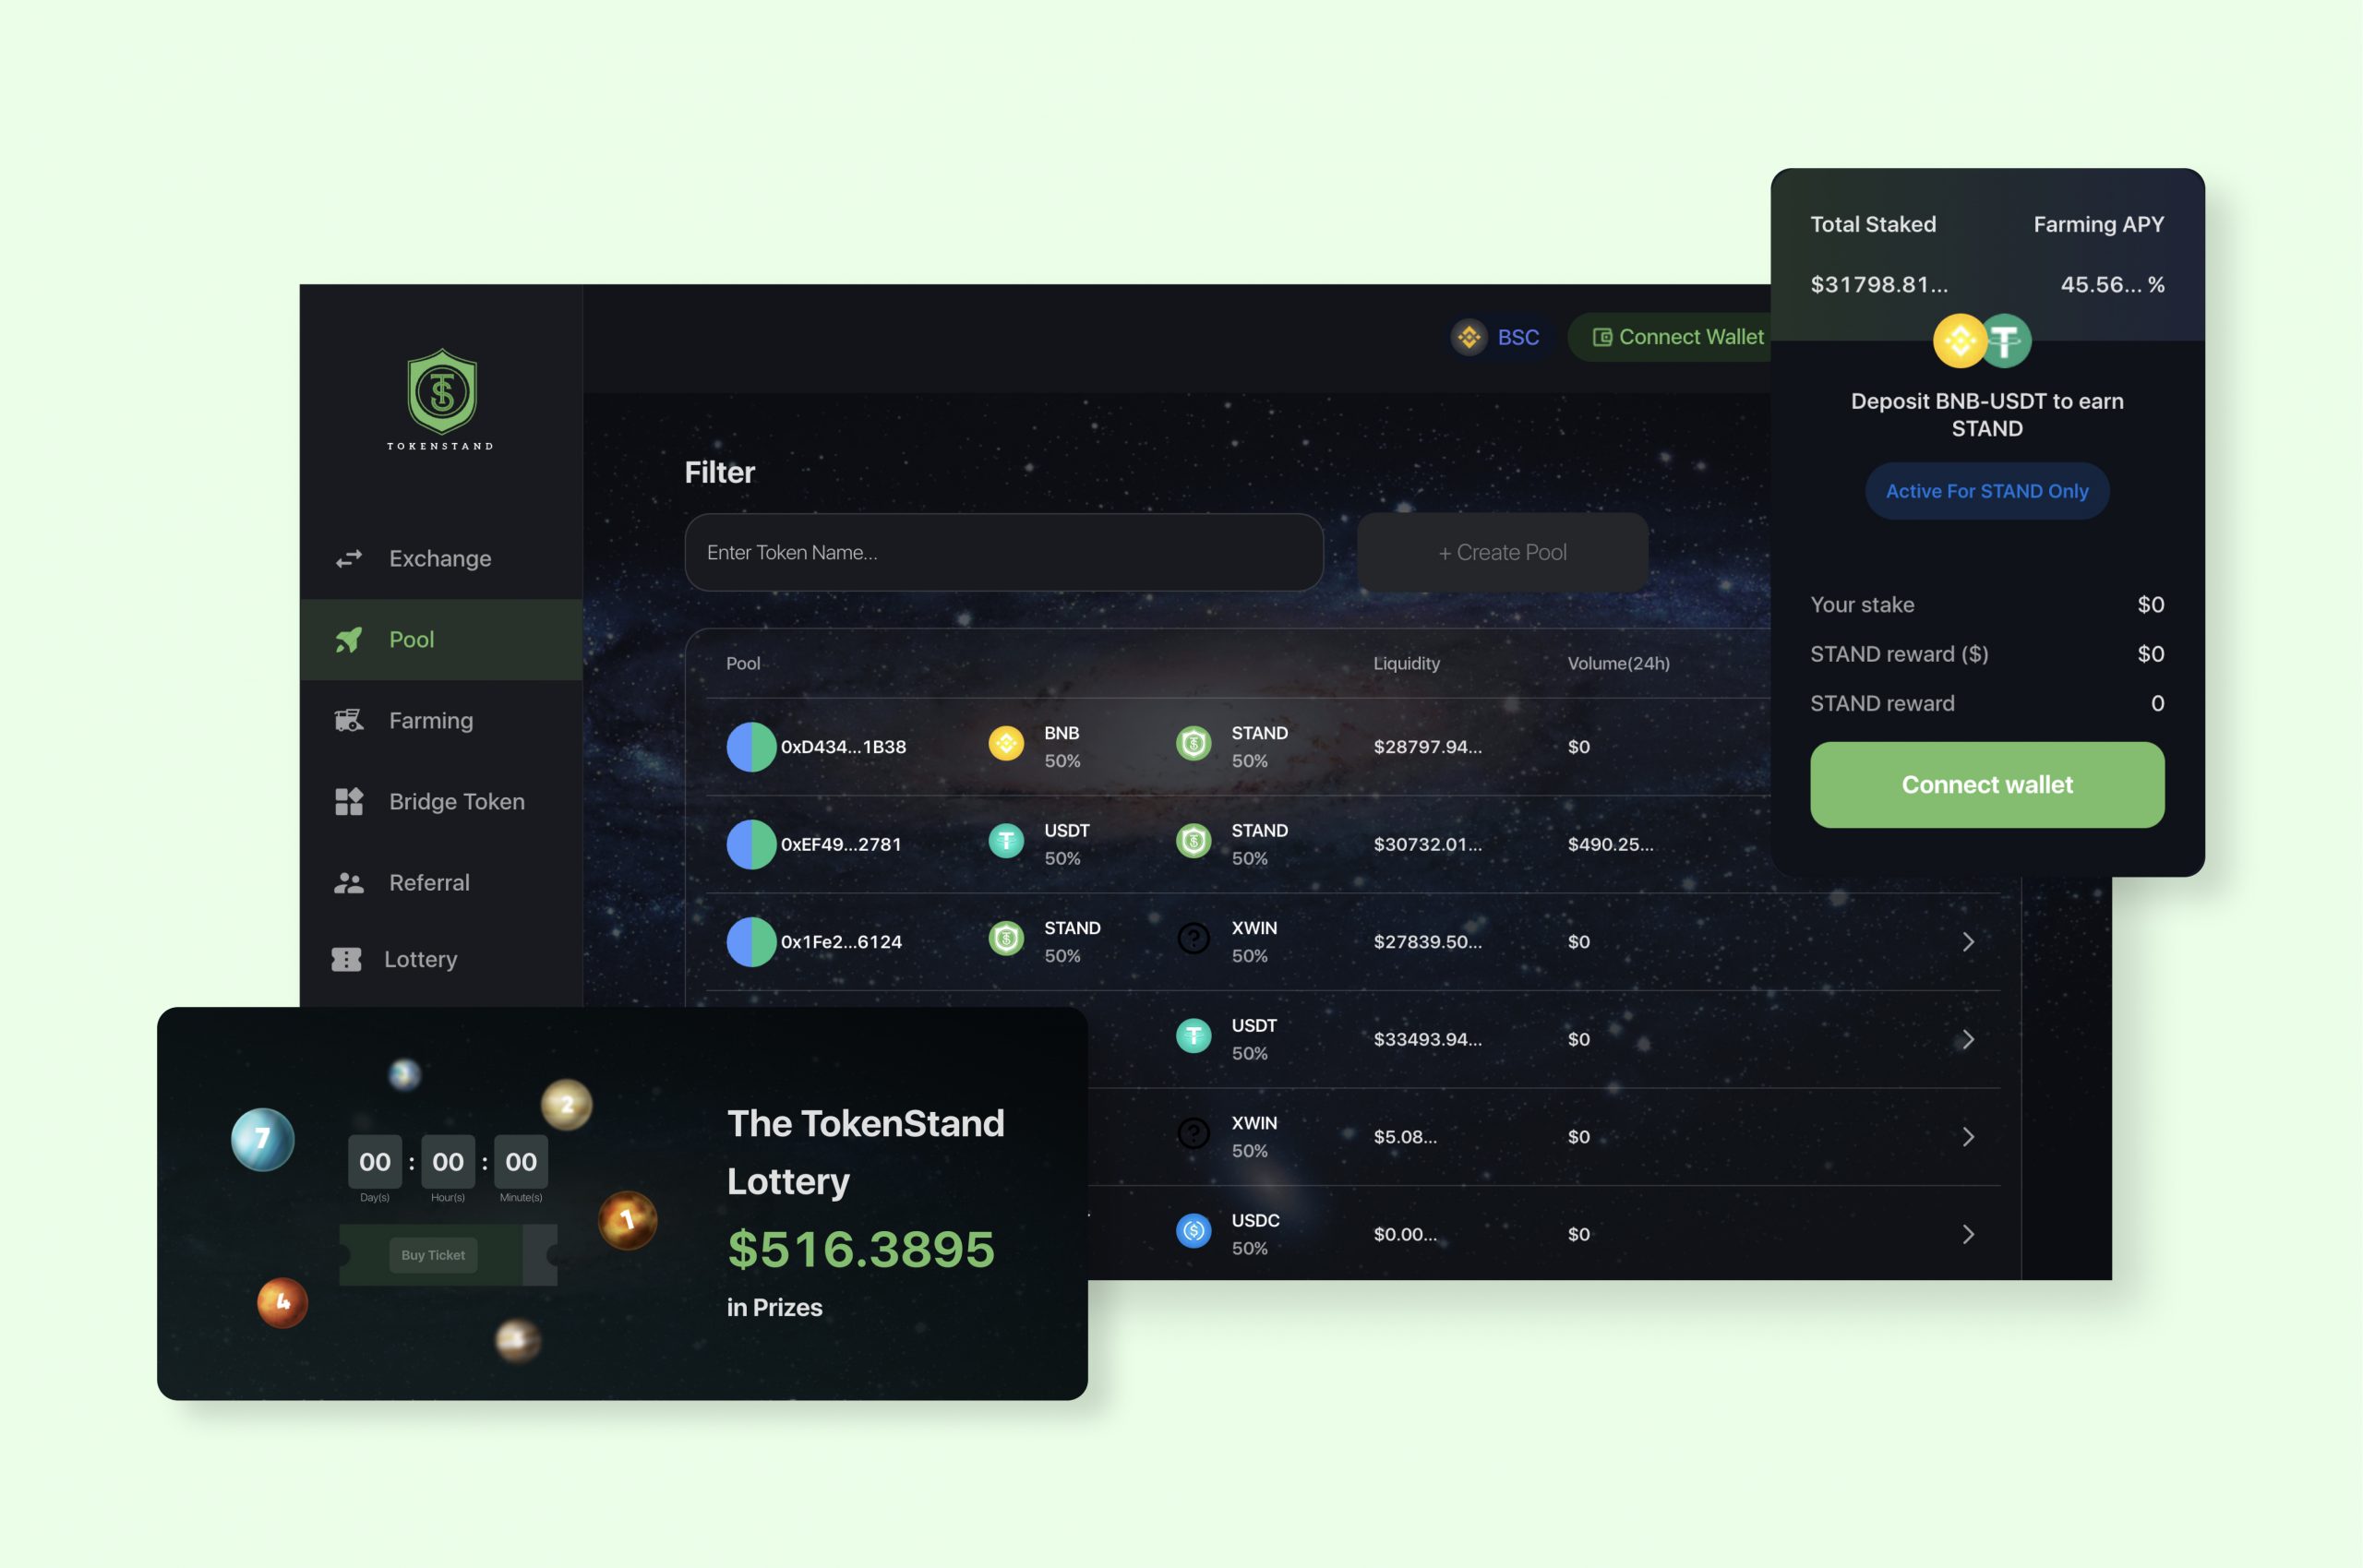 TOKENSTAND
Exchange
Pool
Farming
Bridge Token
Referral
Lottery
BSC
Connect Wallet
Filter
Enter Token Name...
+ Create Pool
Pool Liquidity Volume(24h)
0xD434...1B38 BNB 50% STAND 50% $28797.94... $0
0xEF49...2781 USDT 50% STAND 50% $30732.01... $490.25...
0x1Fe2...6124 STAND 50% XWIN 50% $27839.50... $0
USDT 50% $33493.94... $0
XWIN 50% $5.08... $0
USDC 50% $0.00... $0
Total Staked Farming APY
$31798.81... 45.56... %
Deposit BNB-USDT to earn
STAND
Active For STAND Only
Your stake $0
STAND reward ($) $0
STAND reward 0
Connect wallet
7
2
1
4
00 : 00 : 00
Day(s) Hour(s) Minute(s)
Buy Ticket
The TokenStand
Lottery
$516.3895
in Prizes